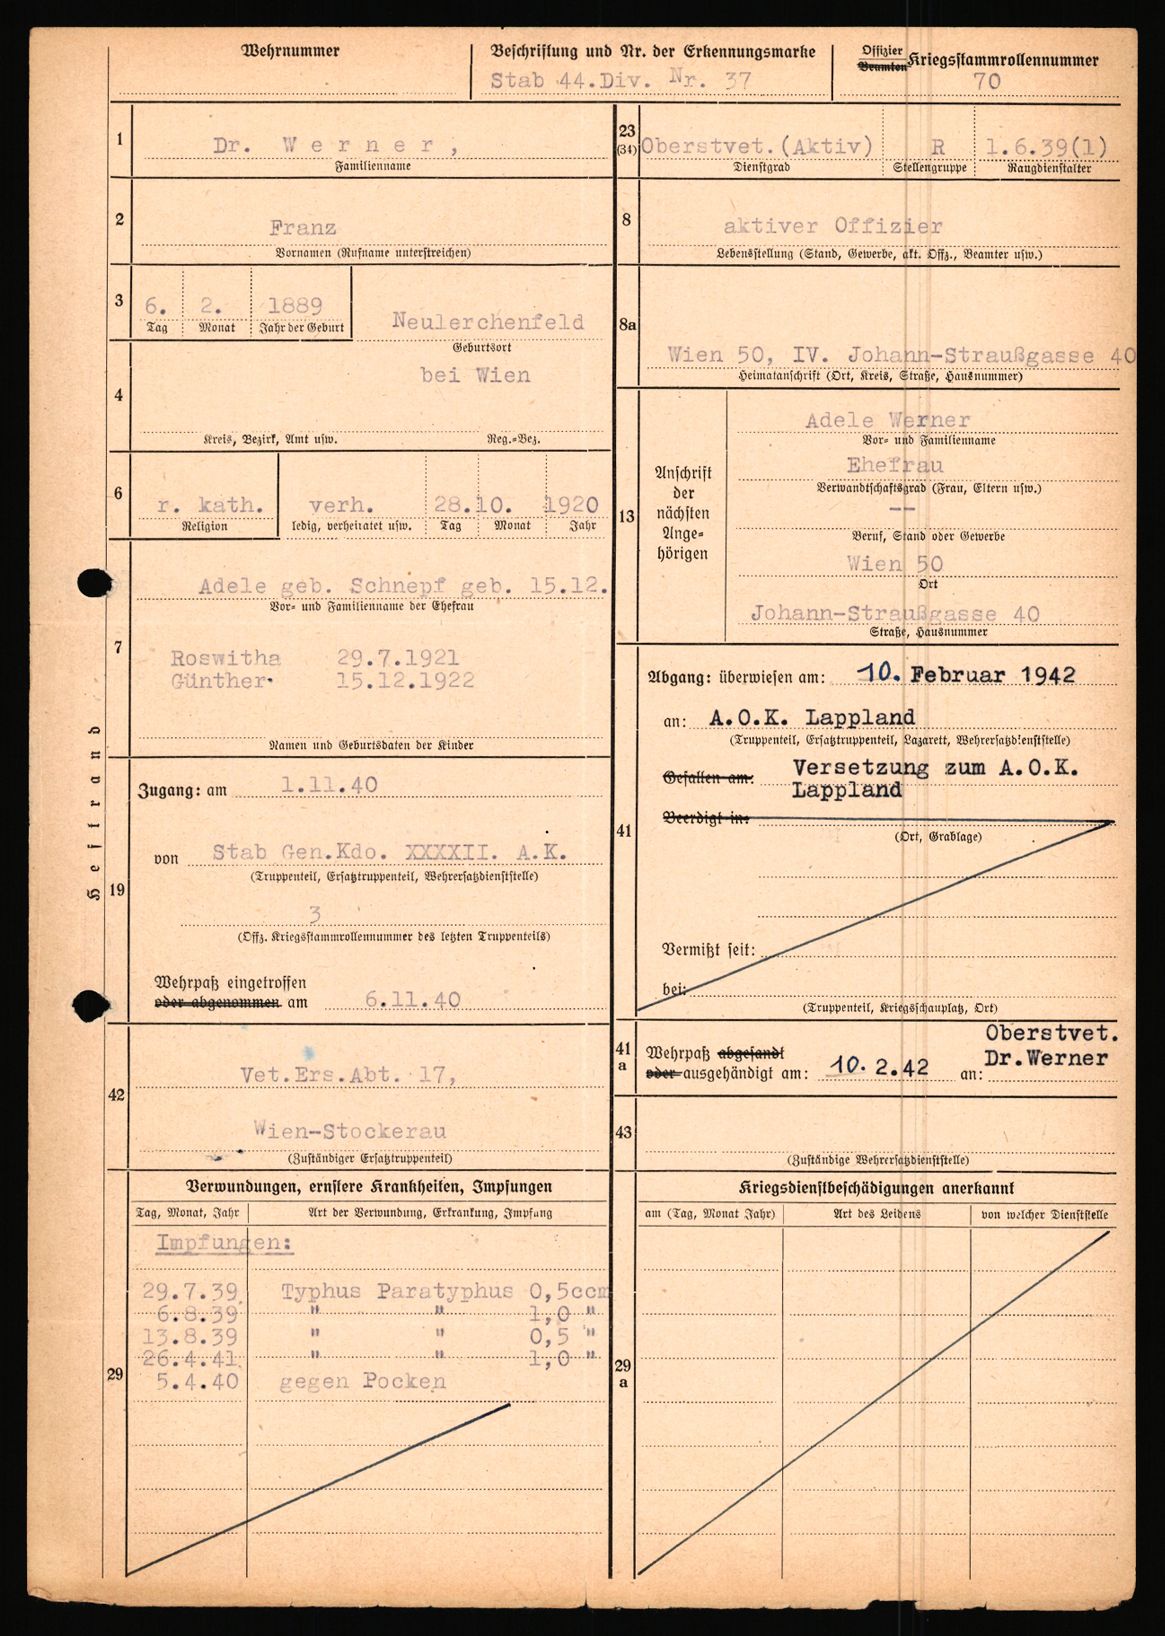 Wehrnummer
Beschriftung und Nr. der Erkennungsmarke
Stab 44.Div. Nr. 37
Offizier
Beamten Kriegsstammrollennummer
70
1
Dr. W e r n e r ,
Familienname
2
Franz
Vornamen (Rufname unterstreichen)
3
6. 2. 1889
Tag Monat Jahr der Geburt
Neulerchenfeld
Geburtsort
bei Wien
4
Kreis, Bezirk, Amt usw. Reg.-Bez.
6
r. kath. verh. 28.10. 1920
Religion ledig, verheiratet usw. Tag Monat Jahr
Adele geb. Schnepf geb. 15.12.
Vor- und Familienname der Ehefrau
7
Roswitha 29.7.1921
Günther 15.12.1922
Namen und Geburtsdaten der Kinder
Heftrand
19
Zugang: am 1.11.40
von Stab Gen.Kdo. XXXXII. A.K.
(Truppenteil, Ersatztruppenteil, Wehrersatzdienststelle)
3
(Offz. Kriegsstammrollennummer des letzten Truppenteils)
Wehrpaß eingetroffen
oder abgenommen am 6.11.40
42
Vet.Ers.Abt. 17,
Wien-Stockerau
(Zuständiger Ersatztruppenteil)
29
Verwundungen, ernstere Krankheiten, Impfungen
Tag, Monat, Jahr Art der Verwundung, Erkrankung, Impfung
Impfungen:
29.7.39 Typhus Paratyphus 0,5ccm
6.8.39 " " 1,0 "
13.8.39 " " 0,5 "
26.4.41 " " 1,0 "
5.4.40 gegen Pocken
23
(34)
Oberstvet.(Aktiv) R 1.6.39(1)
Dienstgrad Stellengruppe Rangdienstalter
8
aktiver Offizier
Lebensstellung (Stand, Gewerbe, akt. Offz., Beamter usw.)
8a
Wien 50, IV. Johann-Straußgasse 40
Heimatanschrift (Ort, Kreis, Straße, Hausnummer)
13
Anschrift
der
nächsten
Ange-
hörigen
Adele Werner
Vor- und Familienname
Ehefrau
Verwandtschaftsgrad (Frau, Eltern usw.)
--
Beruf, Stand oder Gewerbe
Wien 50
Ort
Johann-Straußgasse 40
Straße, Hausnummer
41
Abgang: überwiesen am: 10. Februar 1942
an: A.O.K. Lappland
(Truppenteil, Ersatztruppenteil, Lazarett, Wehrersatzdienststelle)
Gefallen am: Versetzung zum A.O.K.
Lappland
Beerdigt in:
(Ort, Grablage)
Vermißt seit:
bei:
(Truppenteil, Kriegsschauplatz, Ort)
41
a
Wehrpaß abgesandt
oder ausgehändigt am: 10.2.42 an: Oberstvet.
Dr.Werner
43
(Zuständige Wehrersatzdienststelle)
29
a
Kriegsdienstbeschädigungen anerkannt
am (Tag, Monat Jahr) Art des Leidens von welcher Dienststelle